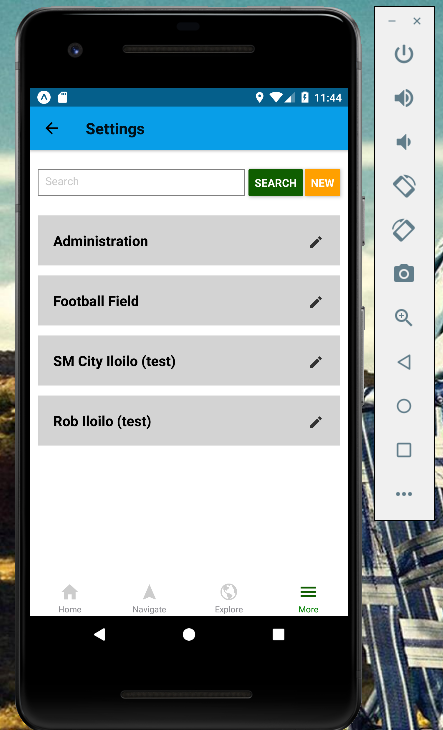 11:44
Settings
Search
SEARCH
NEW
Administration
Football Field
SM City Iloilo (test)
Rob Iloilo (test)
Home
Navigate
Explore
More